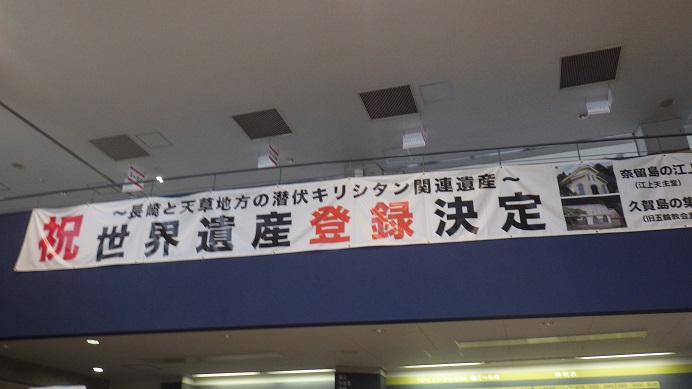 ～長崎と天草地方の潜伏キリシタン関連遺産～
祝 世界遺産登録決定
奈留島の江上
(江上天主堂)
久賀島の集
(旧五輪教会